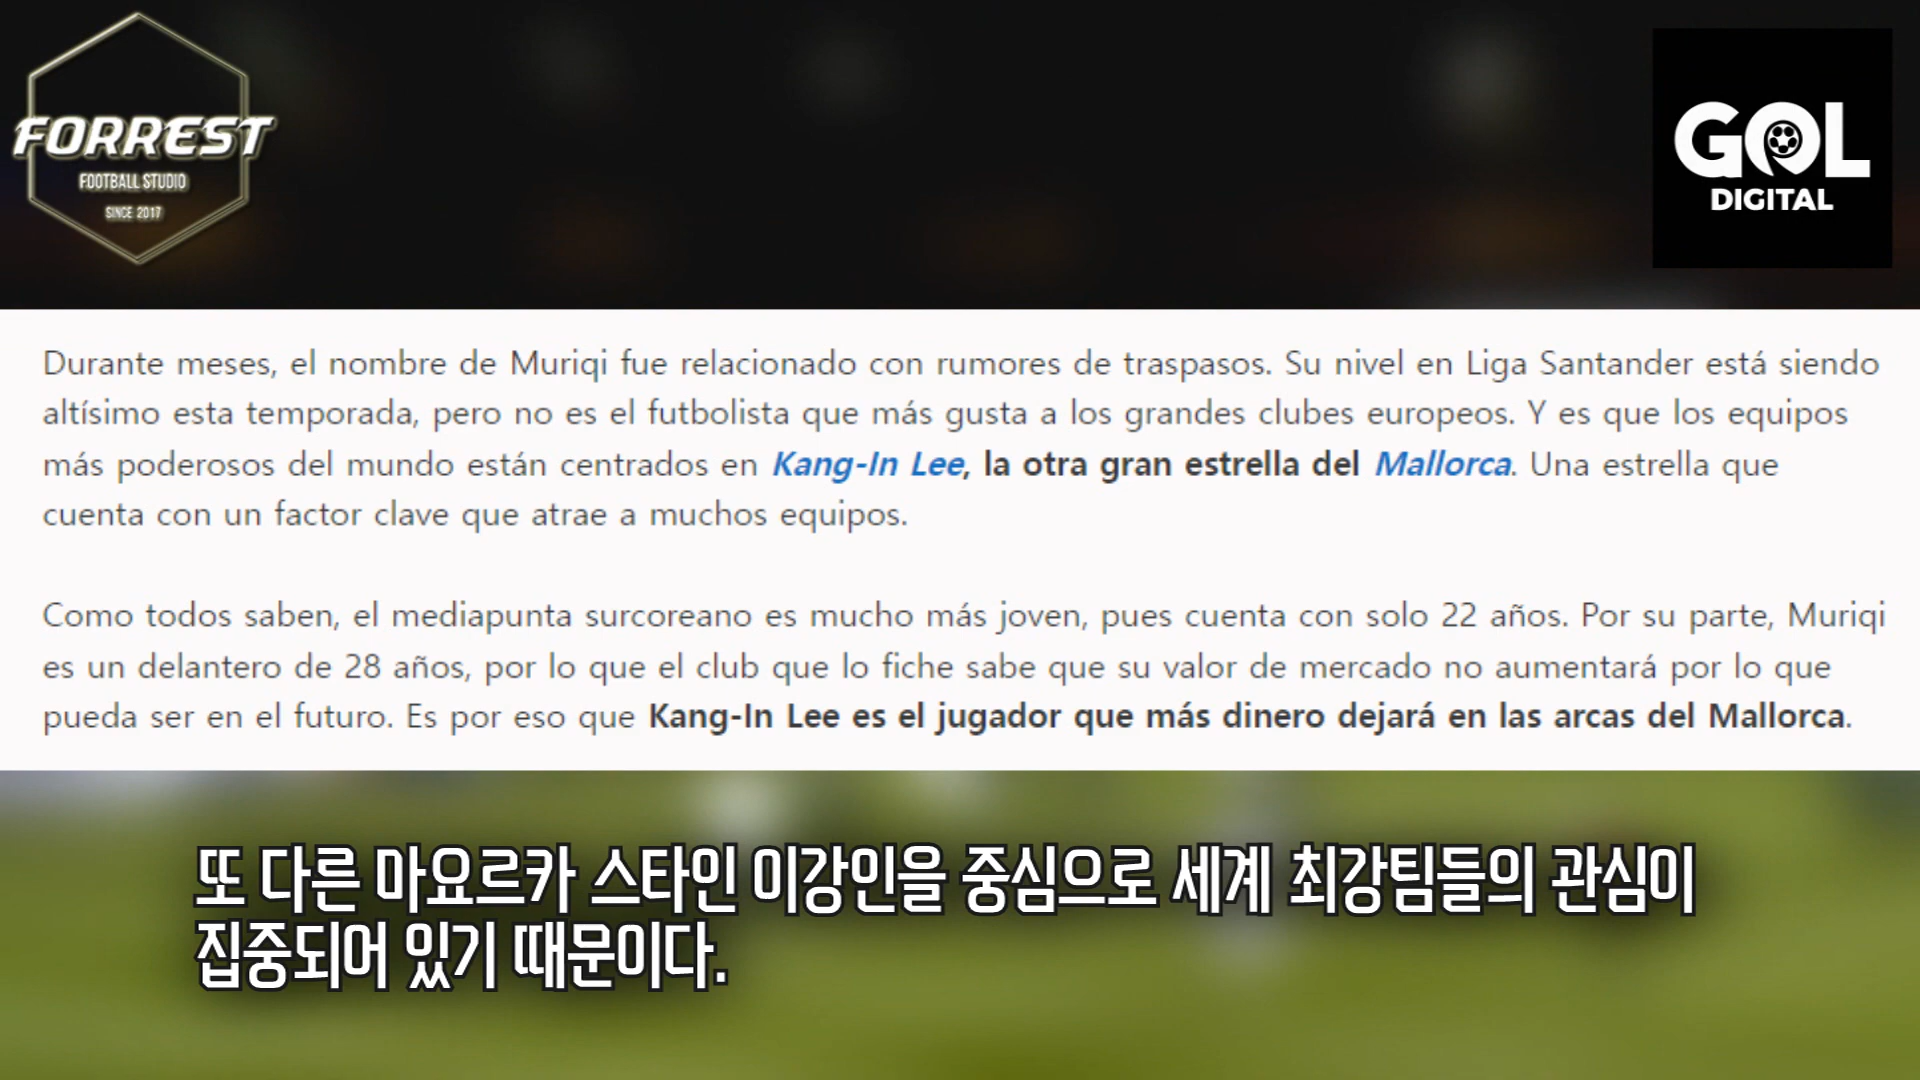 FORREST
FOOTBALL STUDIO
SINCE 2017
GOL
DIGITAL
Durante meses, el nombre de Muriqi fue relacionado con rumores de traspasos. Su nivel en Liga Santander está siendo
altísimo esta temporada, pero no es el futbolista que más gusta a los grandes clubes europeos. Y es que los equipos
más poderosos del mundo están centrados en Kang-In Lee, la otra gran estrella del Mallorca. Una estrella que
cuenta con un factor clave que atrae a muchos equipos.
Como todos saben, el mediapunta surcoreano es mucho más joven, pues cuenta con solo 22 años. Por su parte, Muriqi
es un delantero de 28 años, por lo que el club que lo fiche sabe que su valor de mercado no aumentará por lo que
pueda ser en el futuro. Es por eso que Kang-In Lee es el jugador que más dinero dejará en las arcas del Mallorca.
또 다른 마요르카 스타인 이강인을 중심으로 세계 최강팀들의 관심이
집중되어 있기 때문이다.